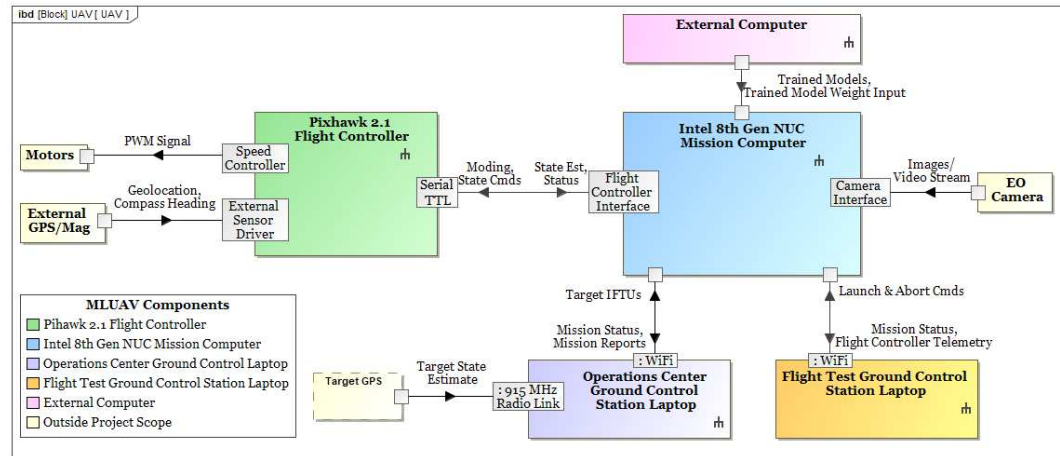 ibd [Block] UAV [ UAV ]
External Computer
Trained Models,
Trained Model Weight Input
Pixhawk 2.1
Flight Controller
Intel 8th Gen NUC
Mission Computer
Motors
PWM Signal
Speed
Controller
Geolocation,
Compass Heading
External
GPS/Mag
External
Sensor
Driver
Serial
TTL
Moding,
State Cmds
State Est,
Status
Flight
Controller
Interface
Camera
Interface
Images/
Video Stream
EO
Camera
Target IFTUs
Launch & Abort Cmds
Mission Status,
Mission Reports
Mission Status,
Flight Controller Telemetry
MLUAV Components
Pihawk 2.1 Flight Controller
Intel 8th Gen NUC Mission Computer
Operations Center Ground Control Laptop
Flight Test Ground Control Station Laptop
External Computer
Outside Project Scope
Target GPS
Target State
Estimate
: 915 MHz
Radio Link
: WiFi
Operations Center
Ground Control
Station Laptop
: WiFi
Flight Test Ground Control
Station Laptop